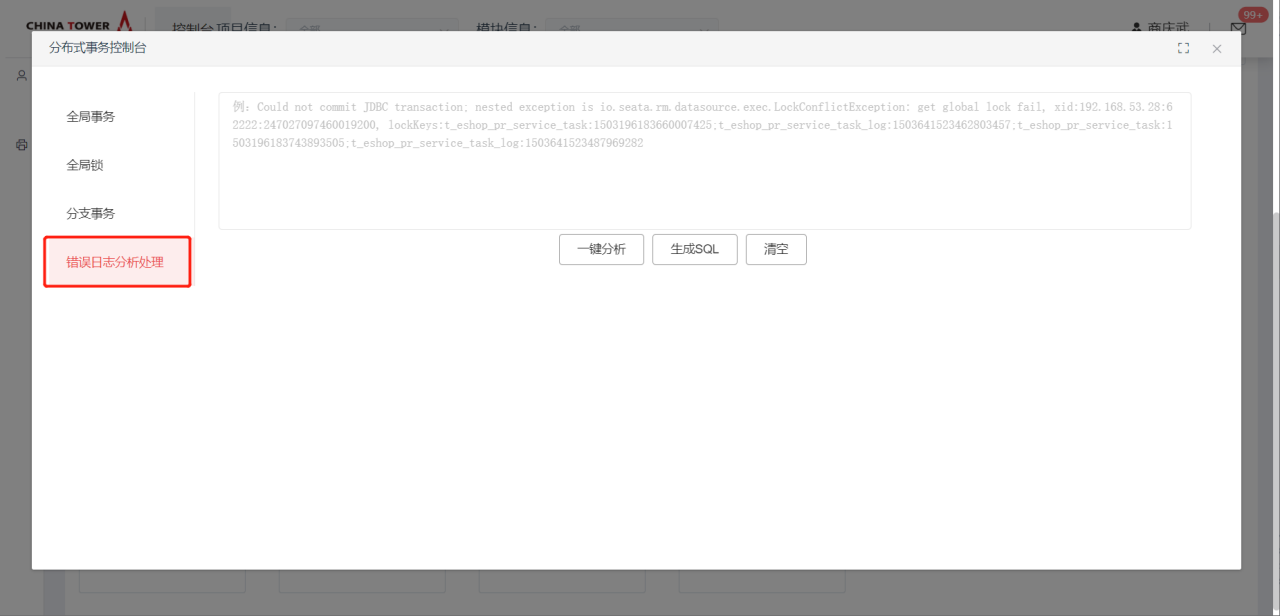 CHINA TOWER
控制台 项目信息: 全部 模块信息: 全部
商庆武
99+
分布式事务控制台
全局事务
全局锁
分支事务
错误日志分析处理
例: Could not commit JDBC transaction; nested exception is io.seata.rm.datasource.exec.LockConflictException: get global lock fail, xid:192.168.53.28:6
2222:247027097460019200, lockKeys:t_eshop_pr_service_task:1503196183660007425;t_eshop_pr_service_task_log:1503641523462803457;t_eshop_pr_service_task:1
503196183743893505;t_eshop_pr_service_task_log:1503641523487969282
一键分析 生成SQL 清空